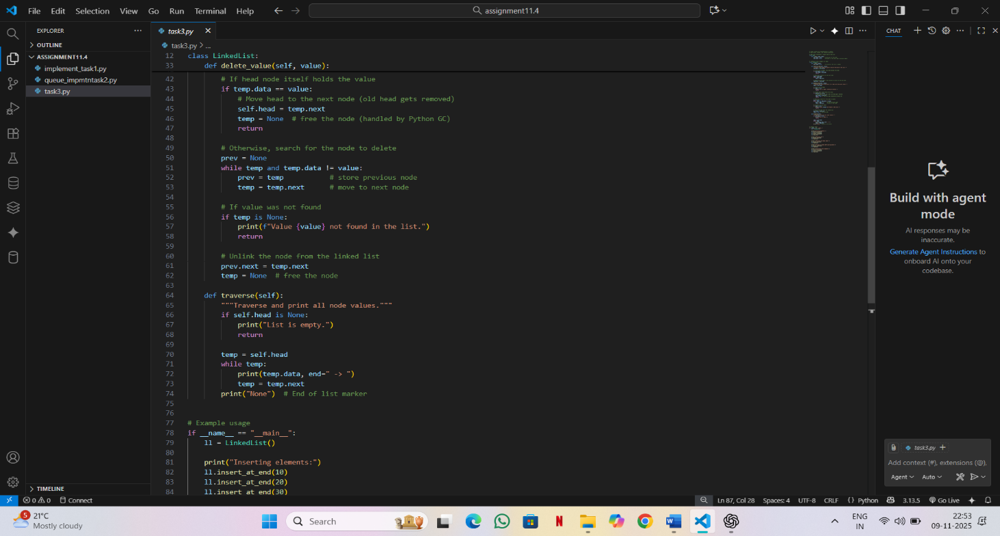 File Edit Selection View Go Run Terminal Help
assignment11.4
EXPLORER
OUTLINE
ASSIGNMENT11.4
implement_task1.py
queue_impmtntask2.py
task3.py
TIMELINE
task3.py
task3.py > ...
12 class LinkedList:
33     def delete_value(self, value):
42         # If head node itself holds the value
43         if temp.data == value:
44             # Move head to the next node (old head gets removed)
45             self.head = temp.next
46             temp = None  # free the node (handled by Python GC)
47             return
48
49         # Otherwise, search for the node to delete
50         prev = None
51         while temp and temp.data != value:
52             prev = temp           # store previous node
53             temp = temp.next      # move to next node
54
55         # If value was not found
56         if temp is None:
57             print(f"Value {value} not found in the list.")
58             return
59
60         # Unlink the node from the linked list
61         prev.next = temp.next
62         temp = None  # free the node
63
64     def traverse(self):
65         """Traverse and print all node values."""
66         if self.head is None:
67             print("List is empty.")
68             return
69
70         temp = self.head
71         while temp:
72             print(temp.data, end=" -> ")
73             temp = temp.next
74         print("None")  # End of list marker
75
76
77 # Example usage
78 if __name__ == "__main__":
79     ll = LinkedList()
80
81     print("Inserting elements:")
82     ll.insert_at_end(10)
83     ll.insert_at_end(20)
84     ll.insert_at_end(30)
CHAT
Build with agent
mode
AI responses may be
inaccurate.
Generate Agent Instructions to
onboard AI onto your
codebase.
task3.py
Add context (#), extensions (@),
Agent Auto
0 0 Connect
Ln 87, Col 28 Spaces: 4 UTF-8 CRLF {} Python 3.13.5 Go Live
5
21°C
Mostly cloudy
Search
ENG
IN
22:53
09-11-2025